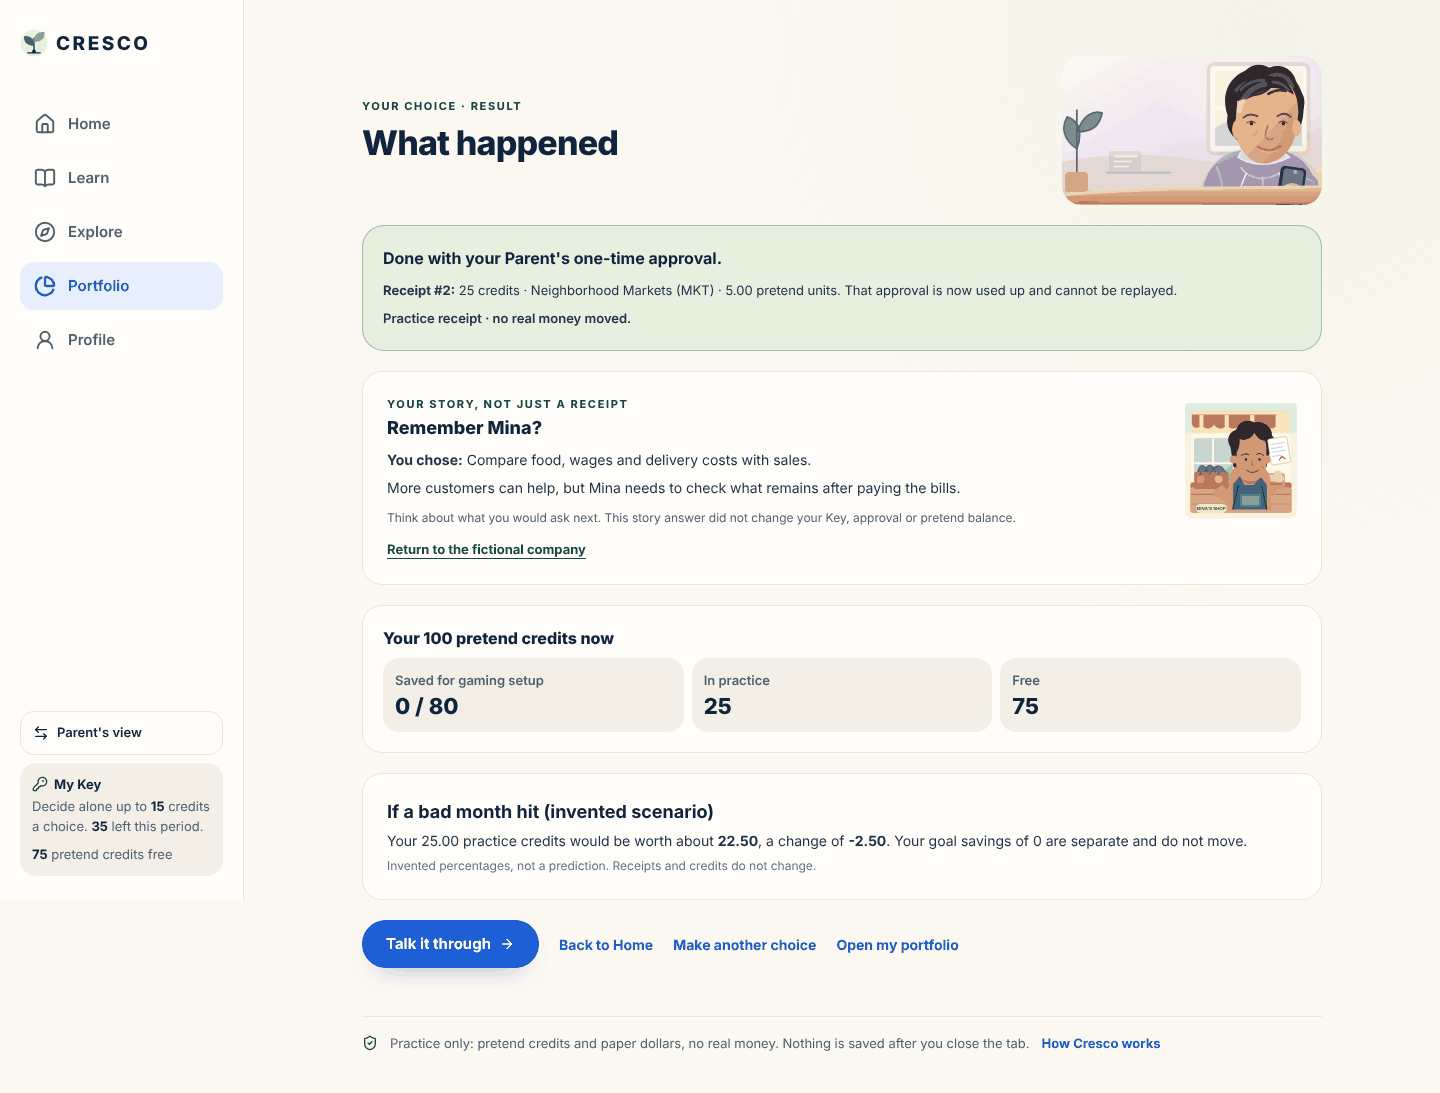 CRESCO
Home
Learn
Explore
Portfolio
Profile
Parent's view
My Key
Decide alone up to 15 credits
a choice. 35 left this period.
75 pretend credits free
YOUR CHOICE · RESULT
What happened
Done with your Parent's one-time approval.
Receipt #2: 25 credits · Neighborhood Markets (MKT) · 5.00 pretend units. That approval is now used up and cannot be replayed.
Practice receipt · no real money moved.
YOUR STORY, NOT JUST A RECEIPT
Remember Mina?
You chose: Compare food, wages and delivery costs with sales.
More customers can help, but Mina needs to check what remains after paying the bills.
Think about what you would ask next. This story answer did not change your Key, approval or pretend balance.
Return to the fictional company
MINA'S SHOP
Your 100 pretend credits now
Saved for gaming setup
0 / 80
In practice
25
Free
75
If a bad month hit (invented scenario)
Your 25.00 practice credits would be worth about 22.50, a change of -2.50. Your goal savings of 0 are separate and do not move.
Invented percentages, not a prediction. Receipts and credits do not change.
Talk it through →
Back to Home
Make another choice
Open my portfolio
Practice only: pretend credits and paper dollars, no real money. Nothing is saved after you close the tab.
How Cresco works